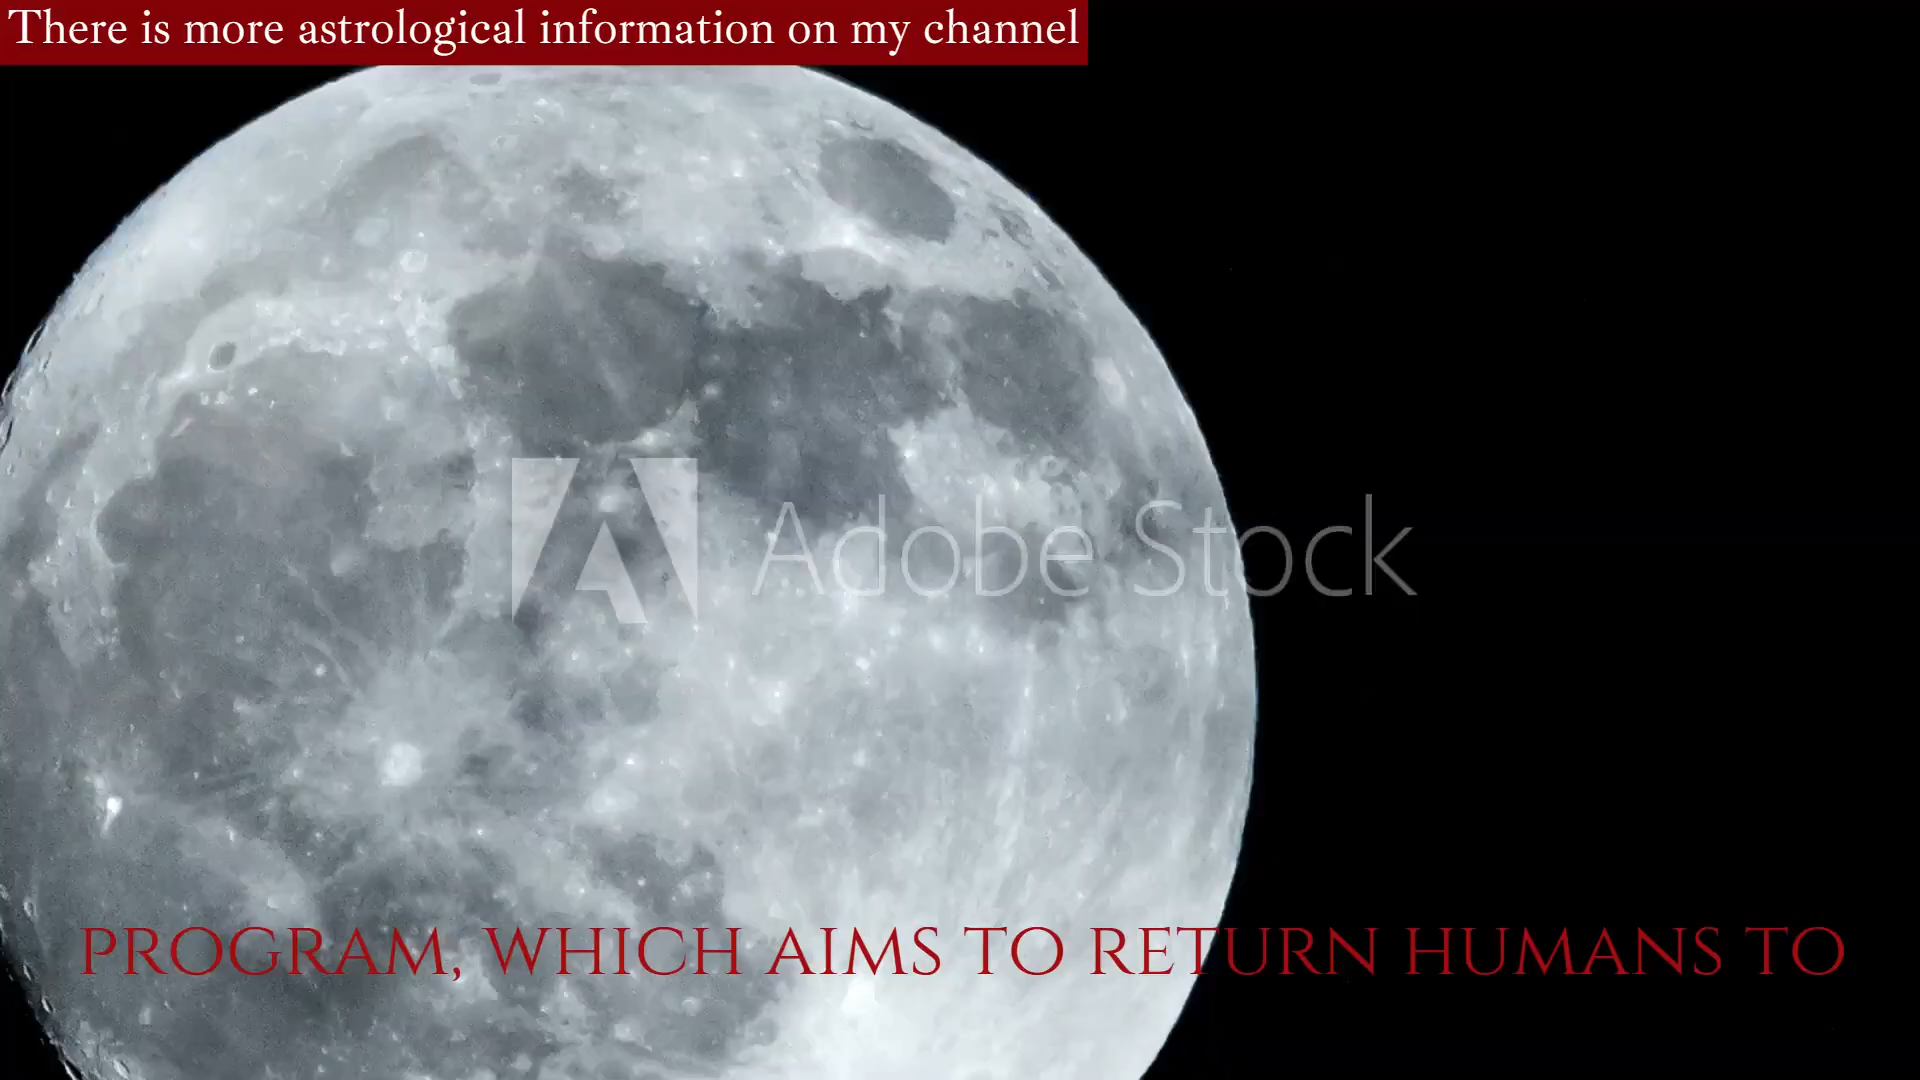 There is more astrological information on my channel
Adobe Stock
PROGRAM, WHICH AIMS TO RETURN HUMANS TO